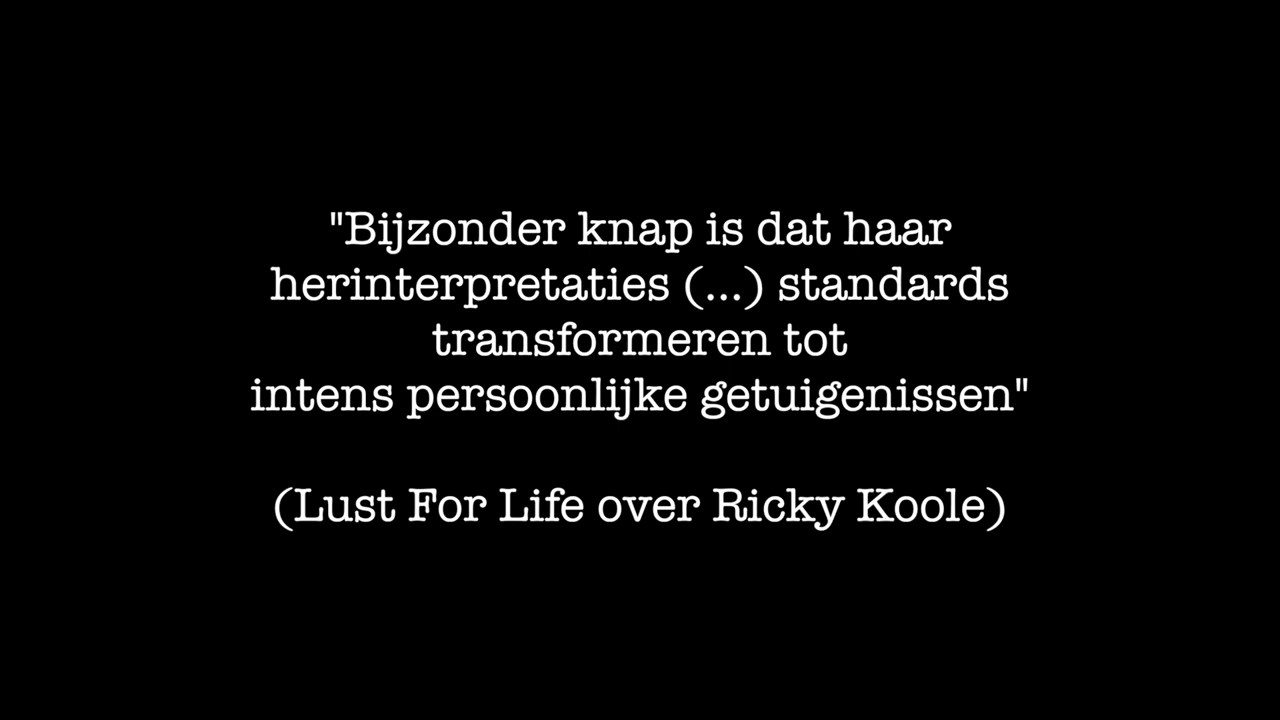 "Bijzonder knap is dat haar
herinterpretaties (...) standards
transformeren tot
intens persoonlijke getuigenissen"
(Lust For Life over Ricky Koole)